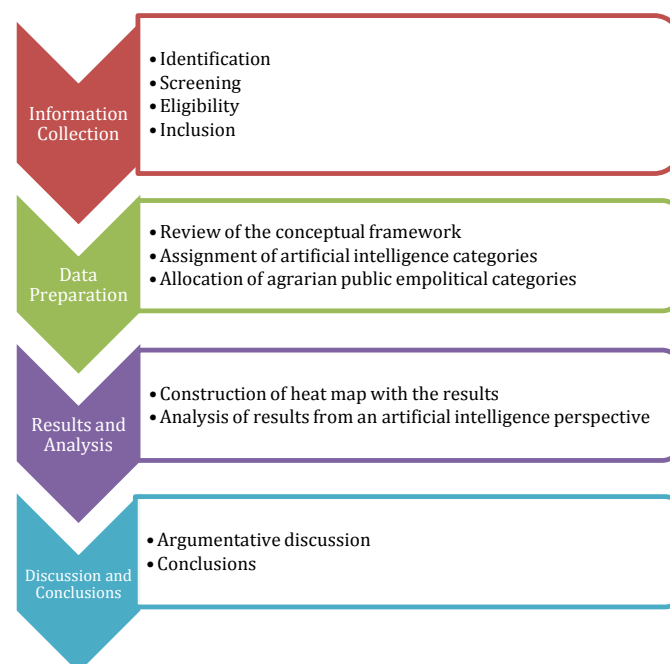 Information
Collection
• Identification
• Screening
• Eligibility
• Inclusion
Data
Preparation
• Review of the conceptual framework
• Assignment of artificial intelligence categories
• Allocation of agrarian public empolitical categories
Results and
Analysis
• Construction of heat map with the results
• Analysis of results from an artificial intelligence perspective
Discussion and
Conclusions
• Argumentative discussion
• Conclusions